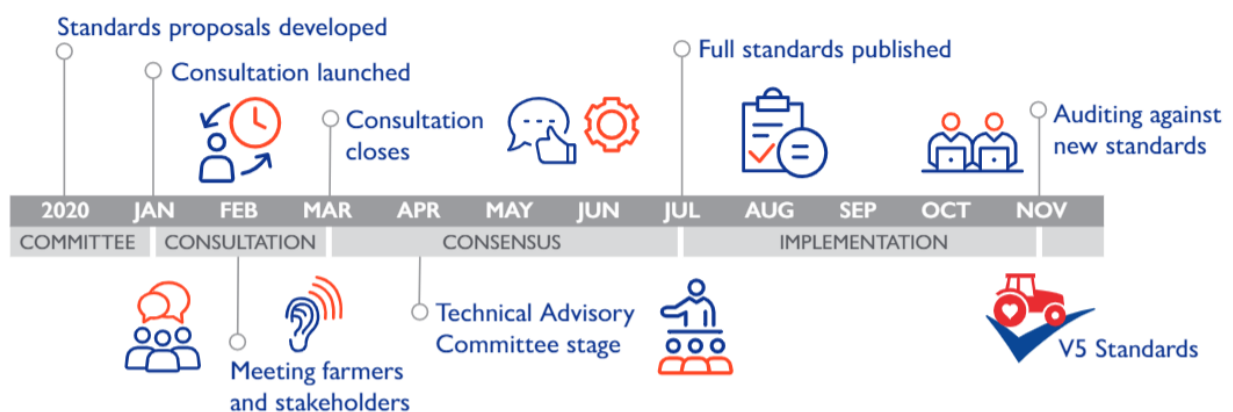 Standards proposals developed
Consultation launched
Consultation
closes
Full standards published
Auditing against
new standards
2020 JAN FEB MAR APR MAY JUN JUL AUG SEP OCT NOV
COMMITTEE CONSULTATION CONSENSUS IMPLEMENTATION
Meeting farmers
and stakeholders
Technical Advisory
Committee stage
V5 Standards